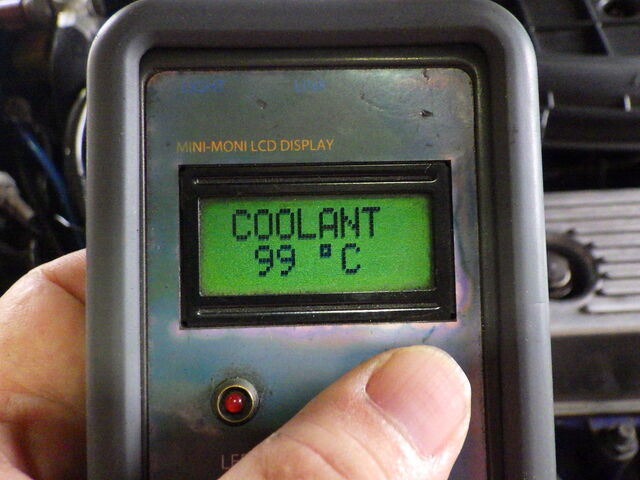 MINI-MONI LCD DISPLAY
COOLANT
99 °C